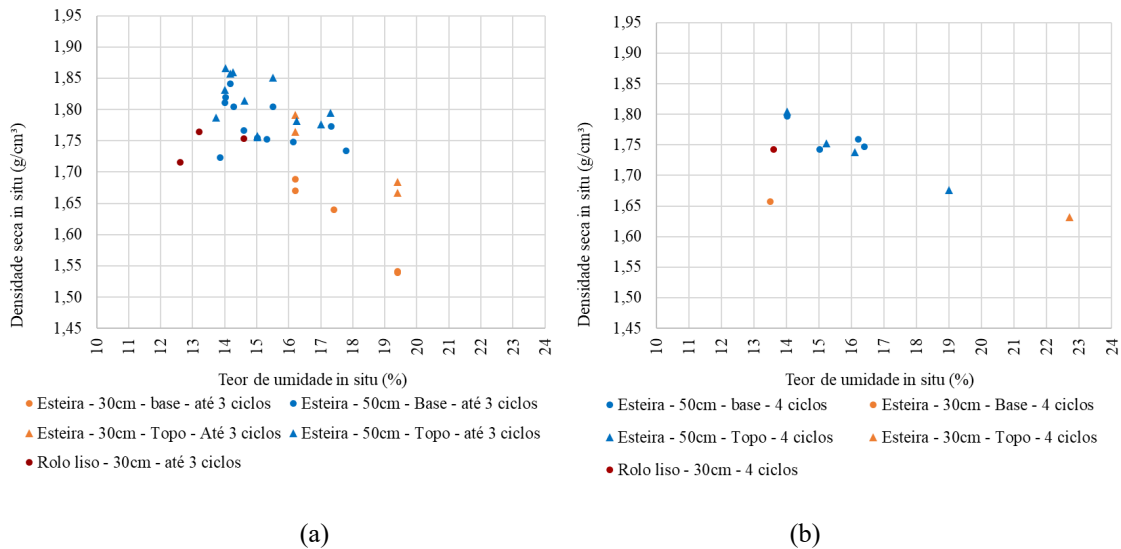 1,95
1,90
1,85
1,80
1,75
1,70
1,65
1,60
1,55
1,50
1,45
Densidade seca in situ (g/cm³)
10 11 12 13 14 15 16 17 18 19 20 21 22 23 24
Teor de umidade in situ (%)
Esteira - 30cm - base - até 3 ciclos
Esteira - 50cm - Base - até 3 ciclos
Esteira - 30cm - Topo - Até 3 ciclos
Esteira - 50cm - Topo - até 3 ciclos
Rolo liso - 30cm - até 3 ciclos
(a)
1,95
1,90
1,85
1,80
1,75
1,70
1,65
1,60
1,55
1,50
1,45
Densidade seca in situ (g/cm³)
10 11 12 13 14 15 16 17 18 19 20 21 22 23 24
Teor de umidade in situ (%)
Esteira - 50cm - base - 4 ciclos
Esteira - 30cm - Base - 4 ciclos
Esteira - 50cm - Topo - 4 ciclos
Esteira - 30cm - Topo - 4 ciclos
Rolo liso - 30cm - 4 ciclos
(b)